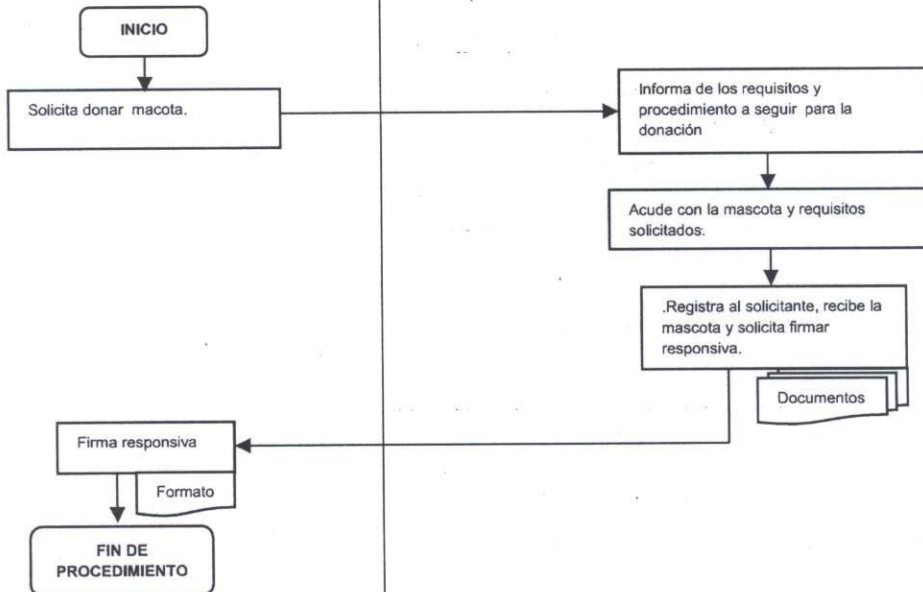 INICIO
Solicita donar macota.
Informa de los requisitos y
procedimiento a seguir para la
donación
Acude con la mascota y requisitos
solicitados.
.Registra al solicitante, recibe la
mascota y solicita firmar
responsiva.
Documentos
Firma responsiva
Formato
FIN DE
PROCEDIMIENTO